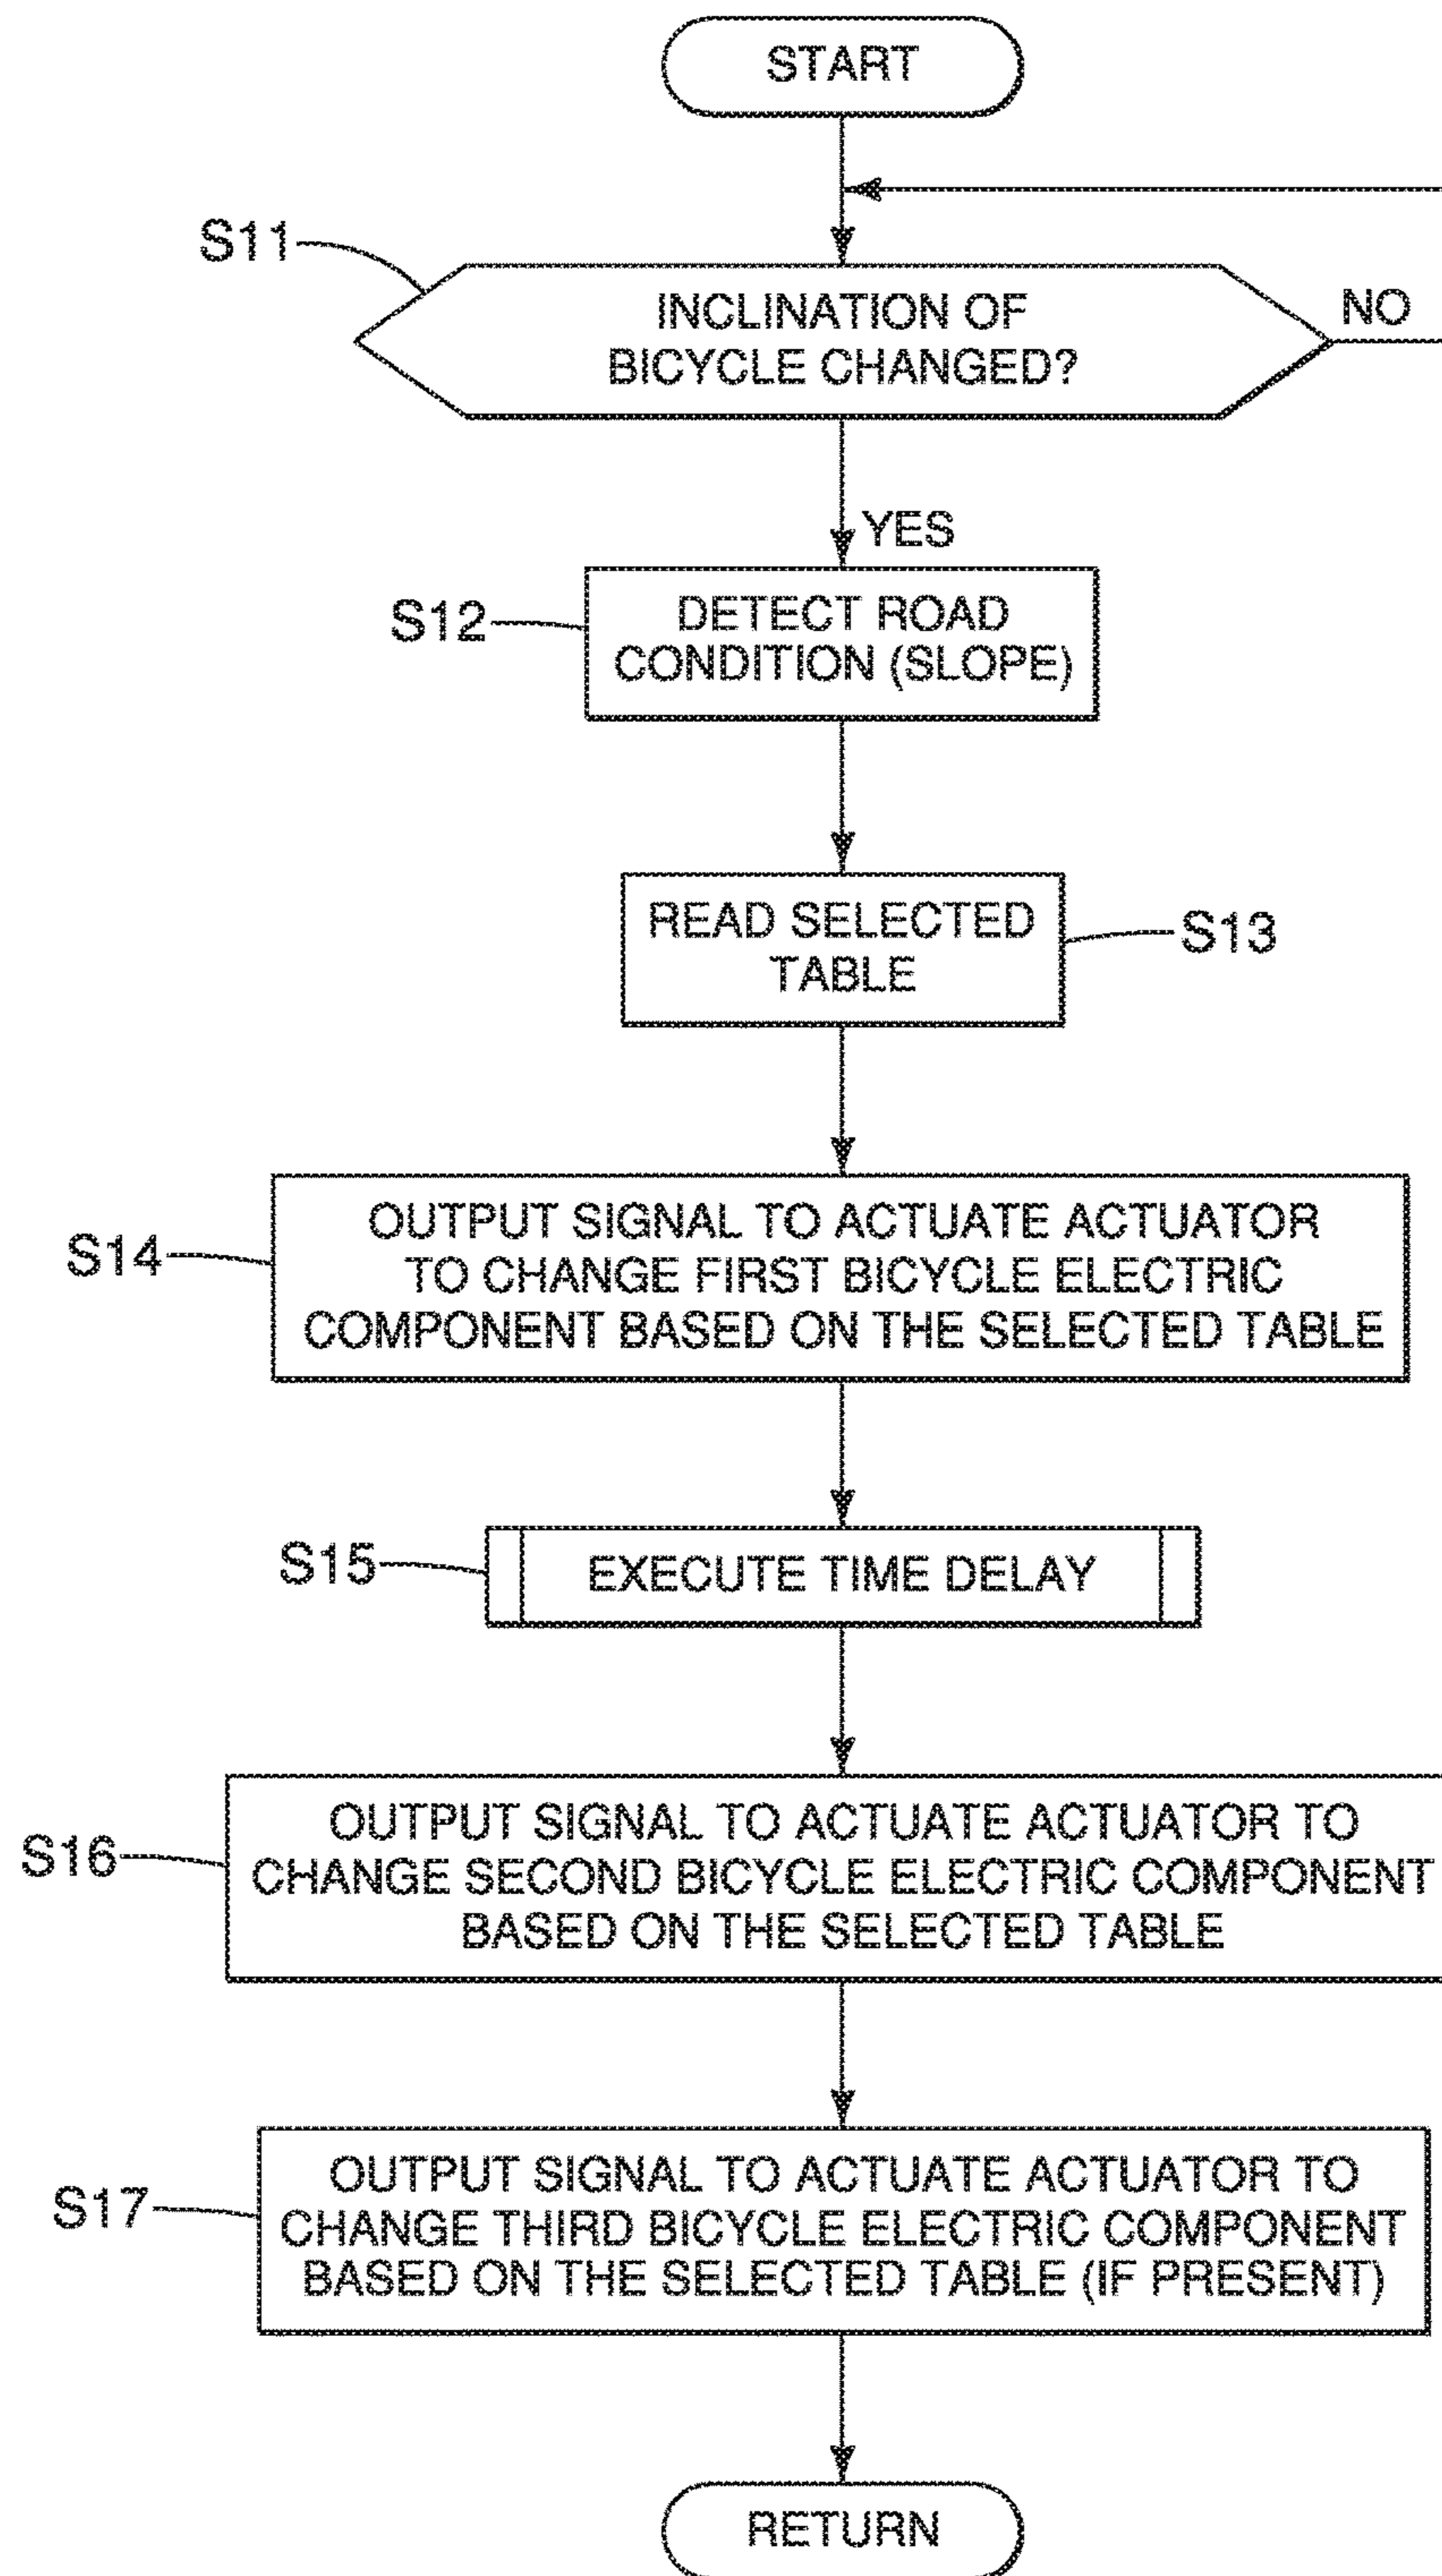 START
S11
INCLINATION OF
BICYCLE CHANGED?
NO
YES
S12
DETECT ROAD
CONDITION (SLOPE)
READ SELECTED
TABLE
S13
S14
OUTPUT SIGNAL TO ACTUATE ACTUATOR
TO CHANGE FIRST BICYCLE ELECTRIC
COMPONENT BASED ON THE SELECTED TABLE
S15
EXECUTE TIME DELAY
S16
OUTPUT SIGNAL TO ACTUATE ACTUATOR TO
CHANGE SECOND BICYCLE ELECTRIC COMPONENT
BASED ON THE SELECTED TABLE
S17
OUTPUT SIGNAL TO ACTUATE ACTUATOR TO
CHANGE THIRD BICYCLE ELECTRIC COMPONENT
BASED ON THE SELECTED TABLE (IF PRESENT)
RETURN